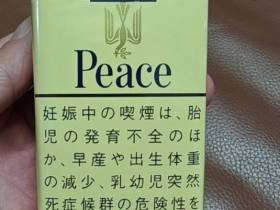 Peace
妊娠中の喫煙は、胎
児の発育不全のほ
か、早産や出生体重
の減少、乳幼児突然
死症候群の危険性を